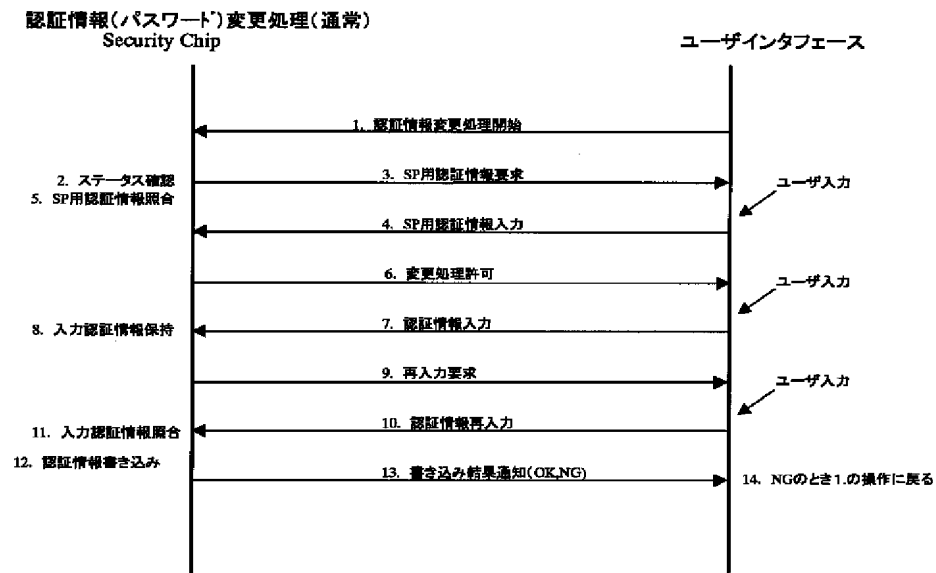 認証情報(パスワード)変更処理(通常)
Security Chip
ユーザインタフェース
1. 認証情報変更処理開始
2. ステータス確認
3. SP用認証情報要求
ユーザ入力
5. SP用認証情報照合
4. SP用認証情報入力
6. 変更処理許可
ユーザ入力
8. 入力認証情報保持
7. 認証情報入力
9. 再入力要求
ユーザ入力
10. 認証情報再入力
11. 入力認証情報照合
12. 認証情報書き込み
13. 書き込み結果通知(OK,NG)
14. NGのとき1.の操作に戻る